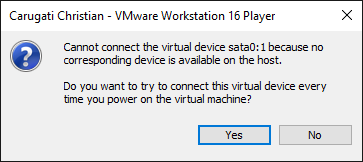 Carugati Christian - VMware Workstation 16 Player
Cannot connect the virtual device sata0:1 because no
corresponding device is available on the host.
Do you want to try to connect this virtual device every
time you power on the virtual machine?
Yes
No